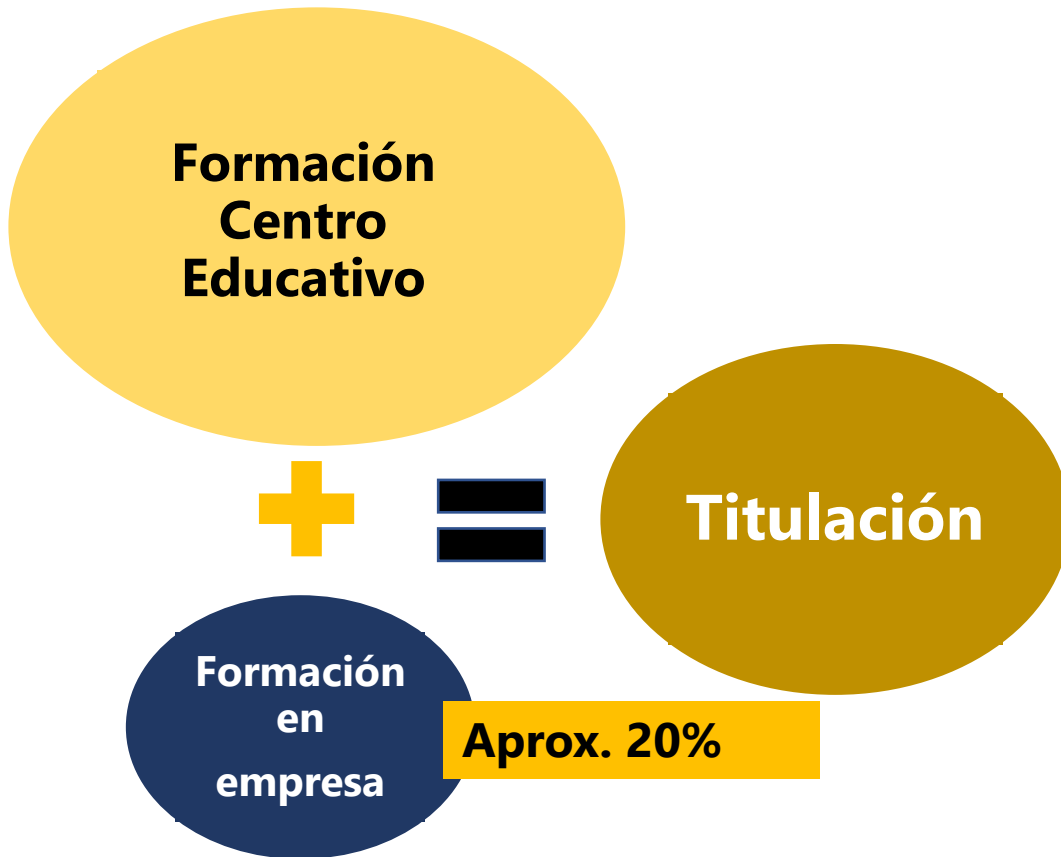 Formación
Centro
Educativo
Titulación
Formación
en
empresa
Aprox. 20%